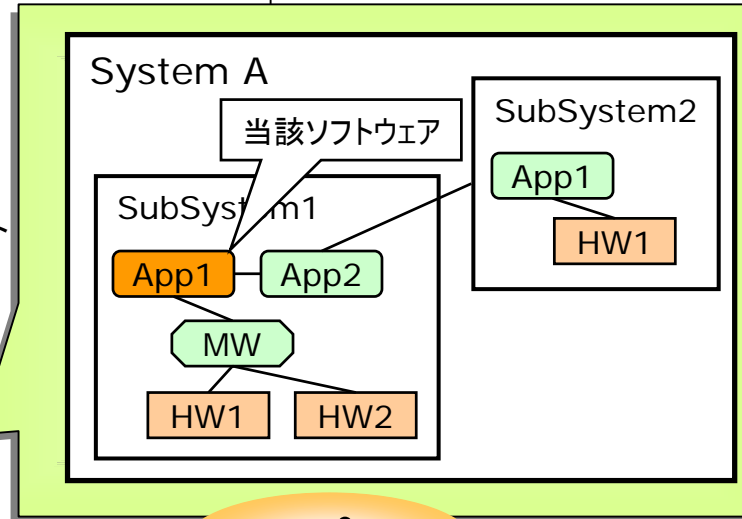 System A
SubSystem2
当該ソフトウェア
App1
HW1
SubSystem1
App1
App2
MW
HW1
HW2